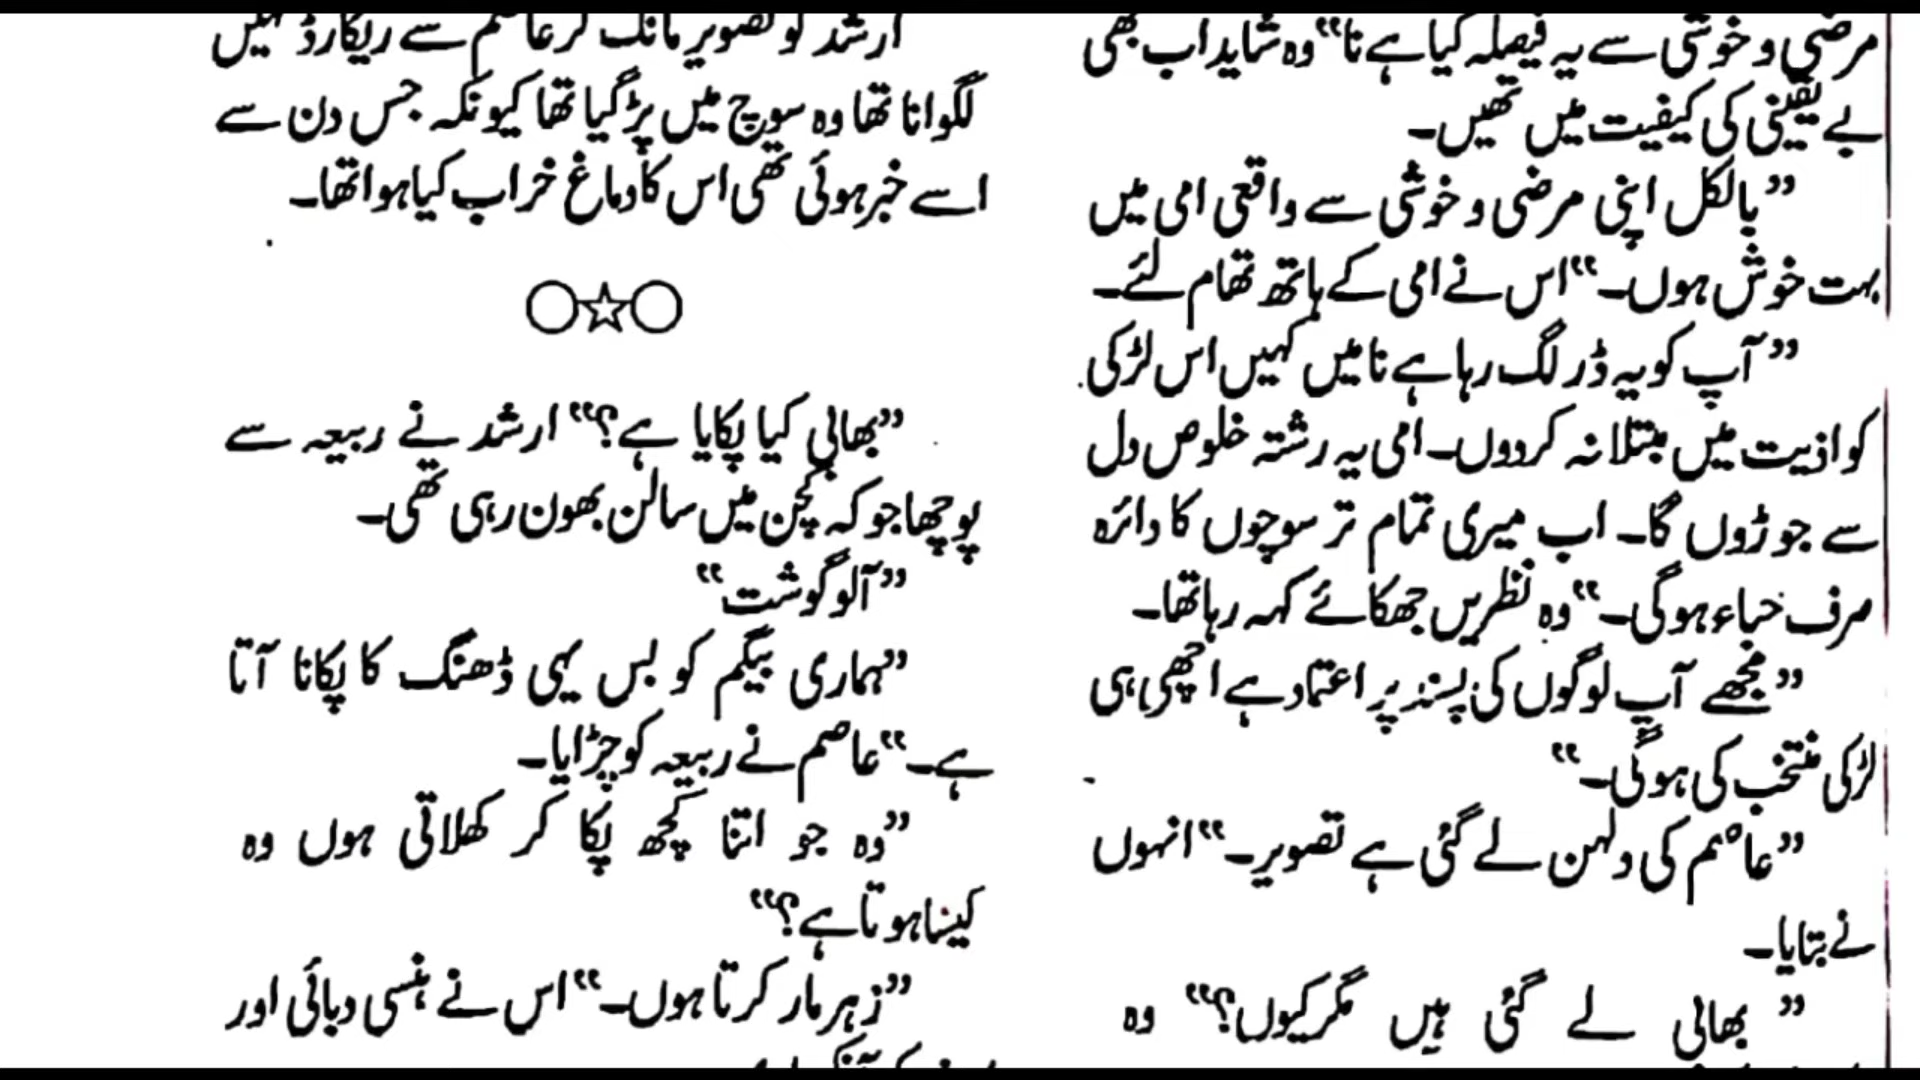 مرضی و خوشی سے یہ فیصلہ کیا ہے نا“ وہ شاید اب بھی
بے یقینی کی کیفیت میں تھیں۔
”بالکل اپنی مرضی و خوشی سے واقعی امی میں
بہت خوش ہوں۔“ اس نے امی کے ہاتھ تھام لئے۔
”آپ کو یہ ڈر لگ رہا ہے نا میں کہیں اس لڑکی
کو اذیت میں مبتلا نہ کردوں۔ امی یہ رشتہ خلوص دل
سے جوڑوں گا۔ اب میری تمام تر سوچوں کا دائرہ
صرف حباء ہوگی۔“ وہ نظریں جھکائے کہہ رہا تھا۔
”مجھے آپ لوگوں کی پسند پر اعتماد ہے اچھی ہی
لڑکی منتخب کی ہوگی۔“
”عاصم کی دلہن لے گئی ہے تصویر۔“ انہوں
نے بتایا۔
”بھابی لے گئی ہیں مگر کیوں؟“ وہ
ارشد کو تصویر مانگ کر عاصم سے ریکارڈ نہیں
لگوانا تھا وہ سوچ میں پڑ گیا تھا کیونکہ جس دن سے
اسے خبر ہوئی تھی اس کا دماغ خراب کیا ہوا تھا۔
”بھابی کیا پکایا ہے؟“ ارشد نے ربیعہ سے
پوچھا جو کہ کچن میں سالن بھون رہی تھی۔
”آلو گوشت“
”ہماری بیگم کو بس یہی ڈھنگ کا پکانا آتا
ہے۔“ عاصم نے ربیعہ کو چڑایا۔
”وہ جو اتنا کچھ پکا کر کھلاتی ہوں وہ
کیسا ہوتا ہے؟“
”زہر مار کرتا ہوں۔“ اس نے ہنسی دبائی اور